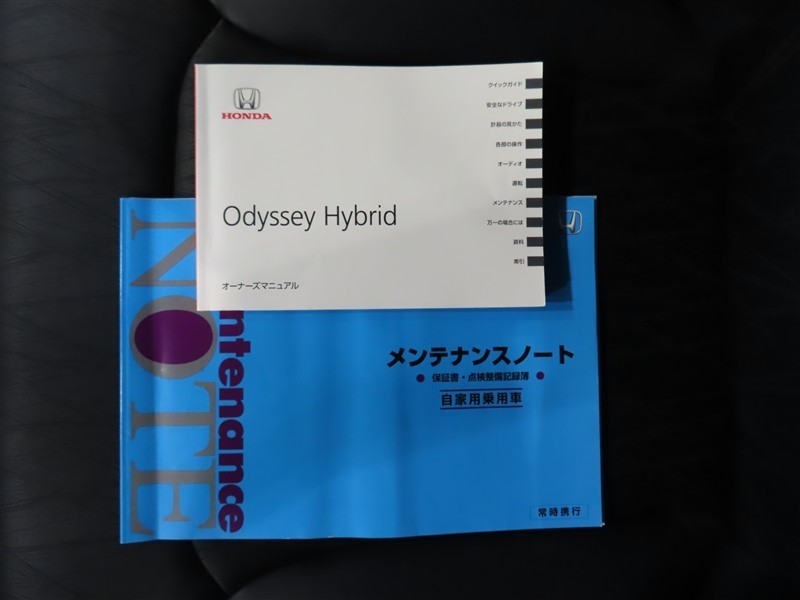 HONDA
クイックガイド
安全なドライブ
計器の見かた
各部の操作
オーディオ
運転
メンテナンス
万一の場合には
資料
索引
Odyssey Hybrid
オーナーズマニュアル
NOTE
ntenance
メンテナンスノート
● 保証書・点検整備記録簿 ●
自家用乗用車
常時携行